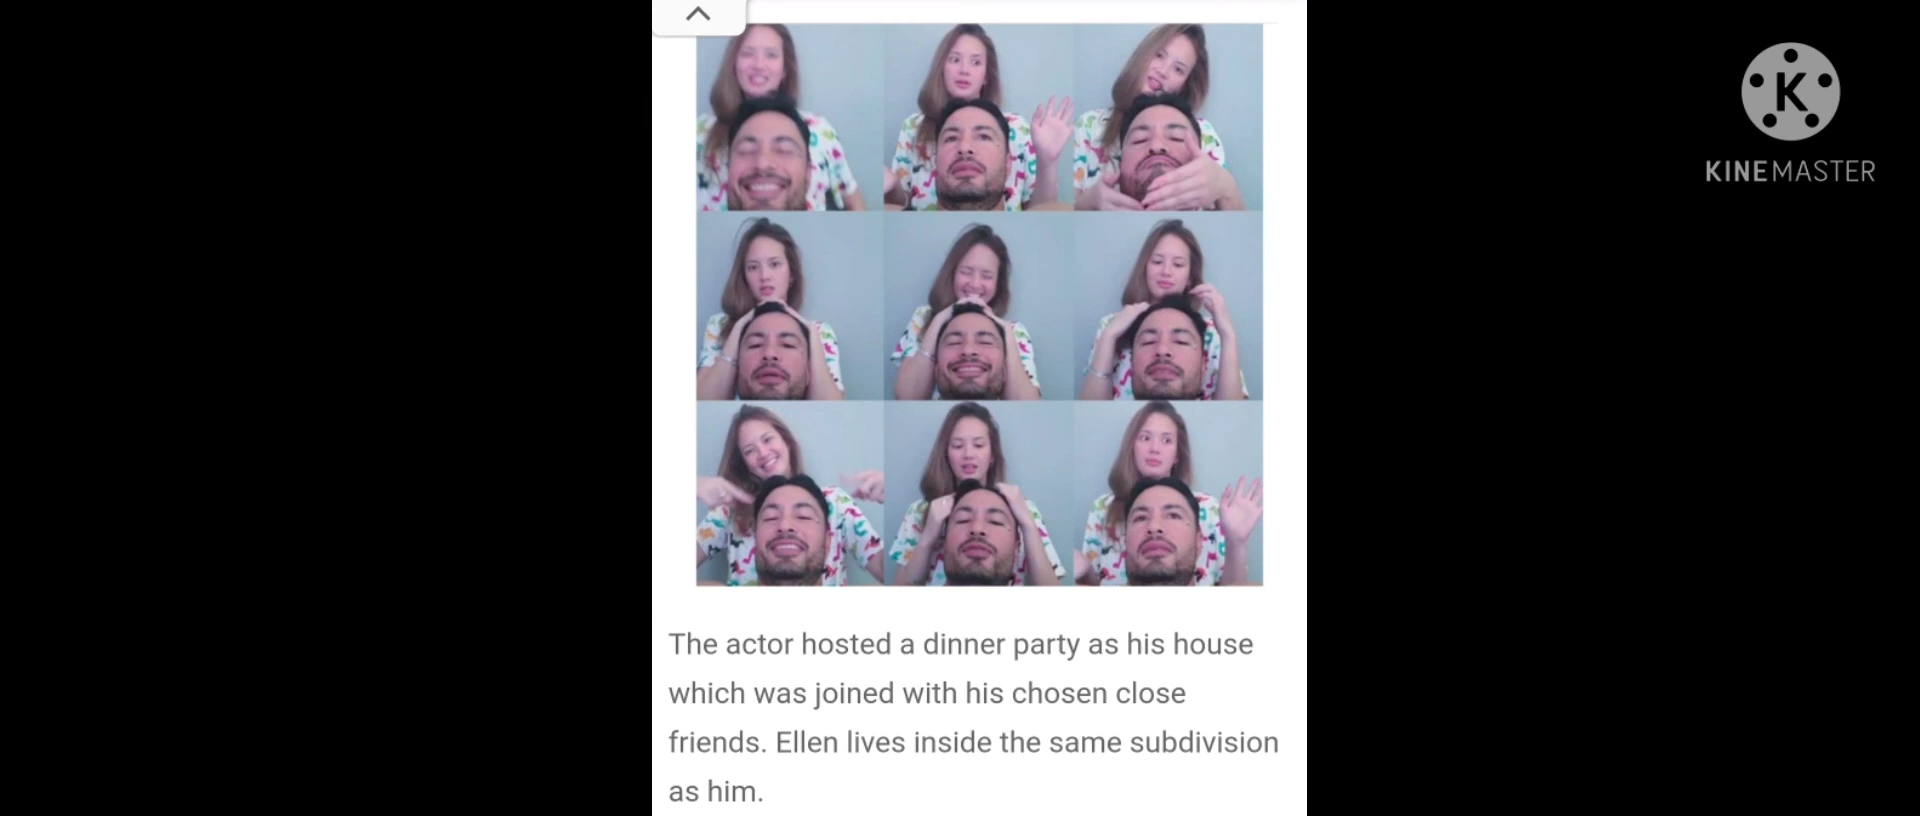 The actor hosted a dinner party as his house
which was joined with his chosen close
friends. Ellen lives inside the same subdivision
as him.
K
KINEMASTER